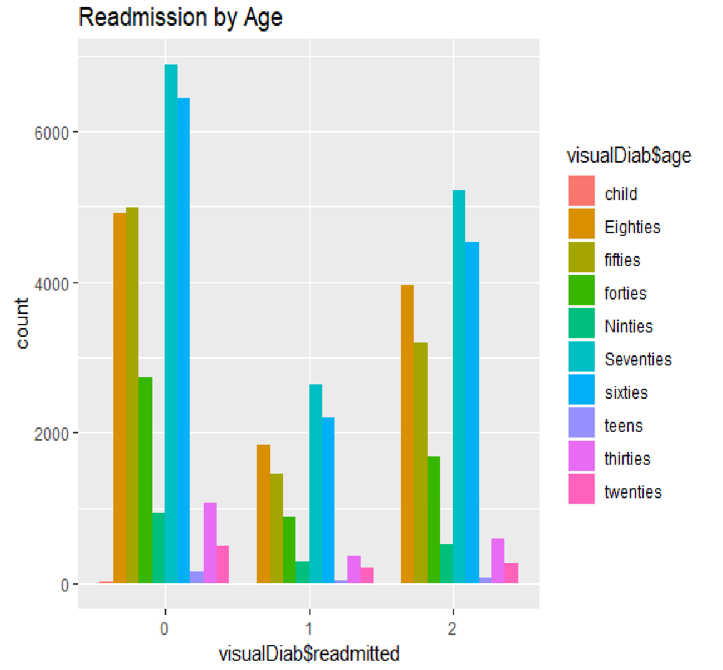 Readmission by Age
6000
4000
2000
0
count
0 1 2
visualDiab$readmitted
visualDiab$age
child
Eighties
fifties
forties
Ninties
Seventies
sixties
teens
thirties
twenties